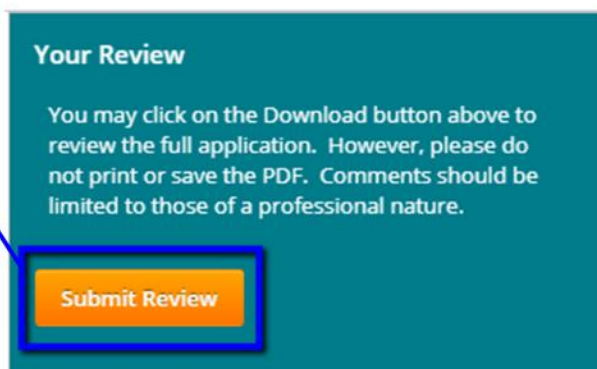 Your Review
You may click on the Download button above to
review the full application.  However, please do
not print or save the PDF.  Comments should be
limited to those of a professional nature.
Submit Review